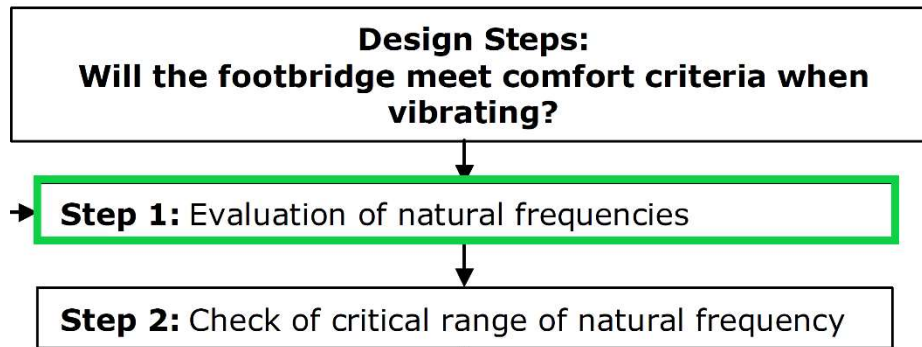 Design Steps:
Will the footbridge meet comfort criteria when
vibrating?
Step 1: Evaluation of natural frequencies
Step 2: Check of critical range of natural frequency